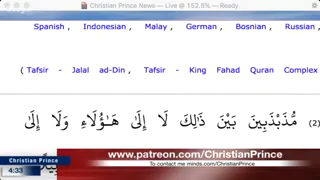 Christian Prince News — Live @ 152.5% — Ready
Spanish , Indonesian , Malay , German , Bosnian , Russian ,
( Tafsir - Jalal ad-Din , Tafsir - King Fahad Quran Complex
(2) مُّذَبْذَبِينَ بَيْنَ ذَٰلِكَ لَا إِلَىٰ هَـٰؤُلَاءِ وَلَا إِلَىٰ
www.patreon.com/ChristianPrince
Christian Prince
To contact me minds.com/ChristianPrince
4:33